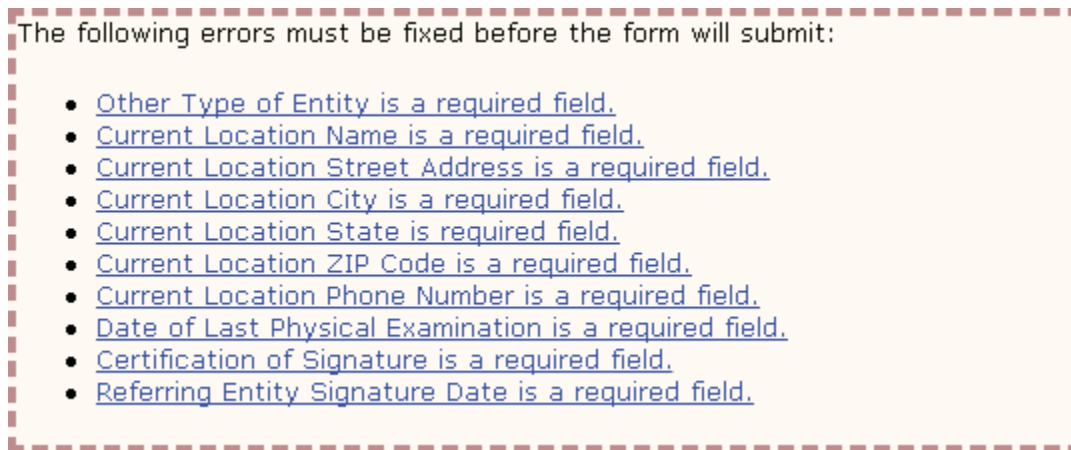 The following errors must be fixed before the form will submit:
Other Type of Entity is a required field.
Current Location Name is a required field.
Current Location Street Address is a required field.
Current Location City is a required field.
Current Location State is required field.
Current Location ZIP Code is a required field.
Current Location Phone Number is a required field.
Date of Last Physical Examination is a required field.
Certification of Signature is a required field.
Referring Entity Signature Date is a required field.